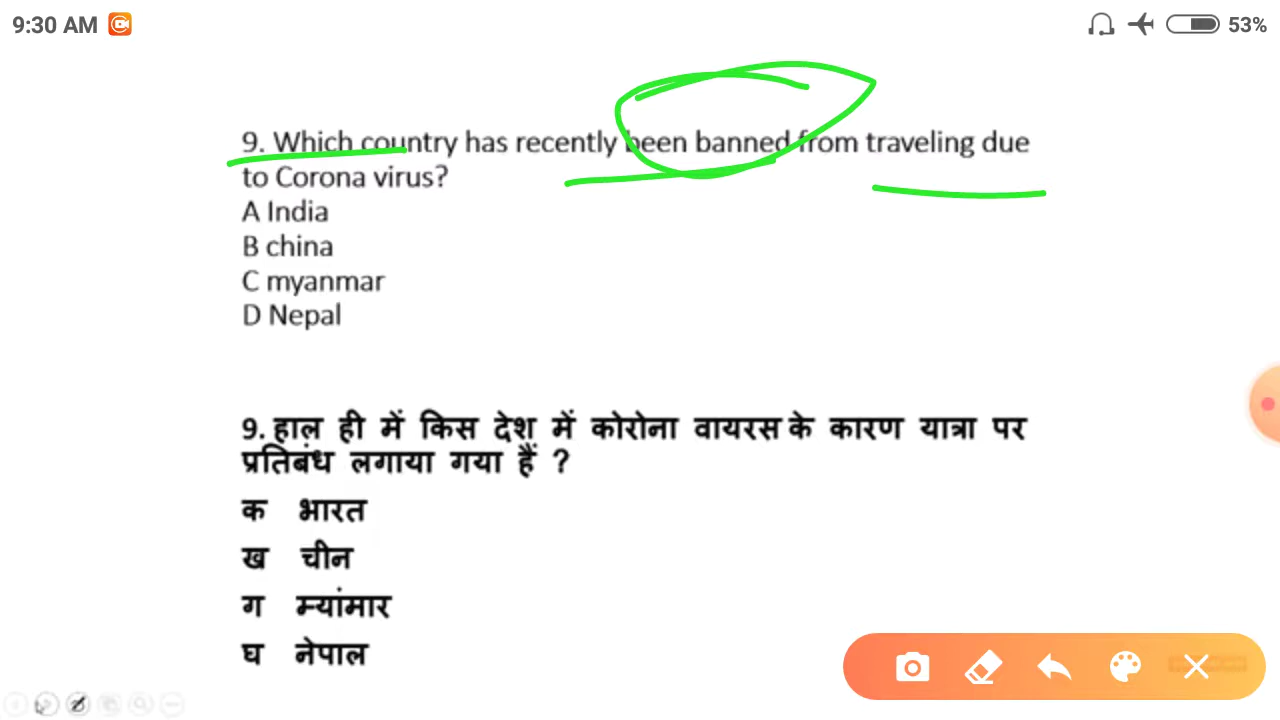 9:30 AM
53%
9. Which country has recently been banned from traveling due
to Corona virus?
A India
B china
C myanmar
D Nepal
9. हाल ही में किस देश में कोरोना वायरस के कारण यात्रा पर
प्रतिबंध लगाया गया हैं ?
क भारत
ख चीन
ग म्यांमार
घ नेपाल